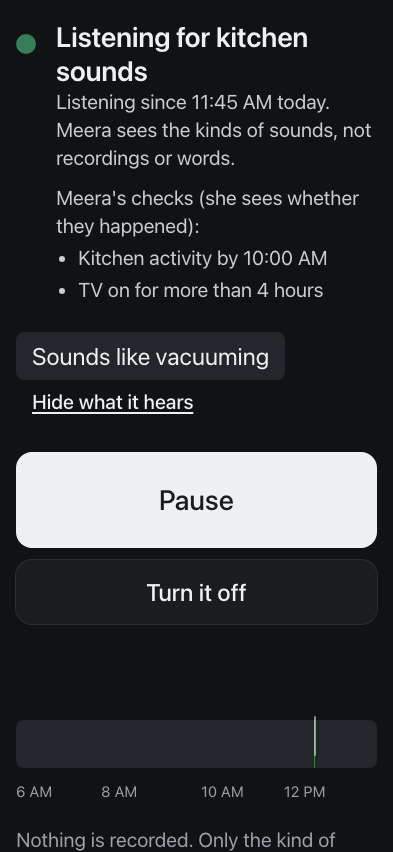 Listening for kitchen
sounds
Listening since 11:45 AM today.
Meera sees the kinds of sounds, not
recordings or words.
Meera's checks (she sees whether
they happened):
• Kitchen activity by 10:00 AM
• TV on for more than 4 hours
Sounds like vacuuming
Hide what it hears
Pause
Turn it off
6 AM 8 AM 10 AM 12 PM
Nothing is recorded. Only the kind of